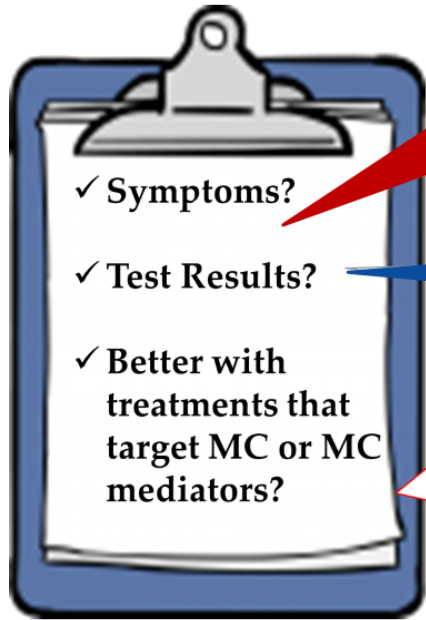 ✓ Symptoms?
✓ Test Results?
✓ Better with
treatments that
target MC or MC
mediators?